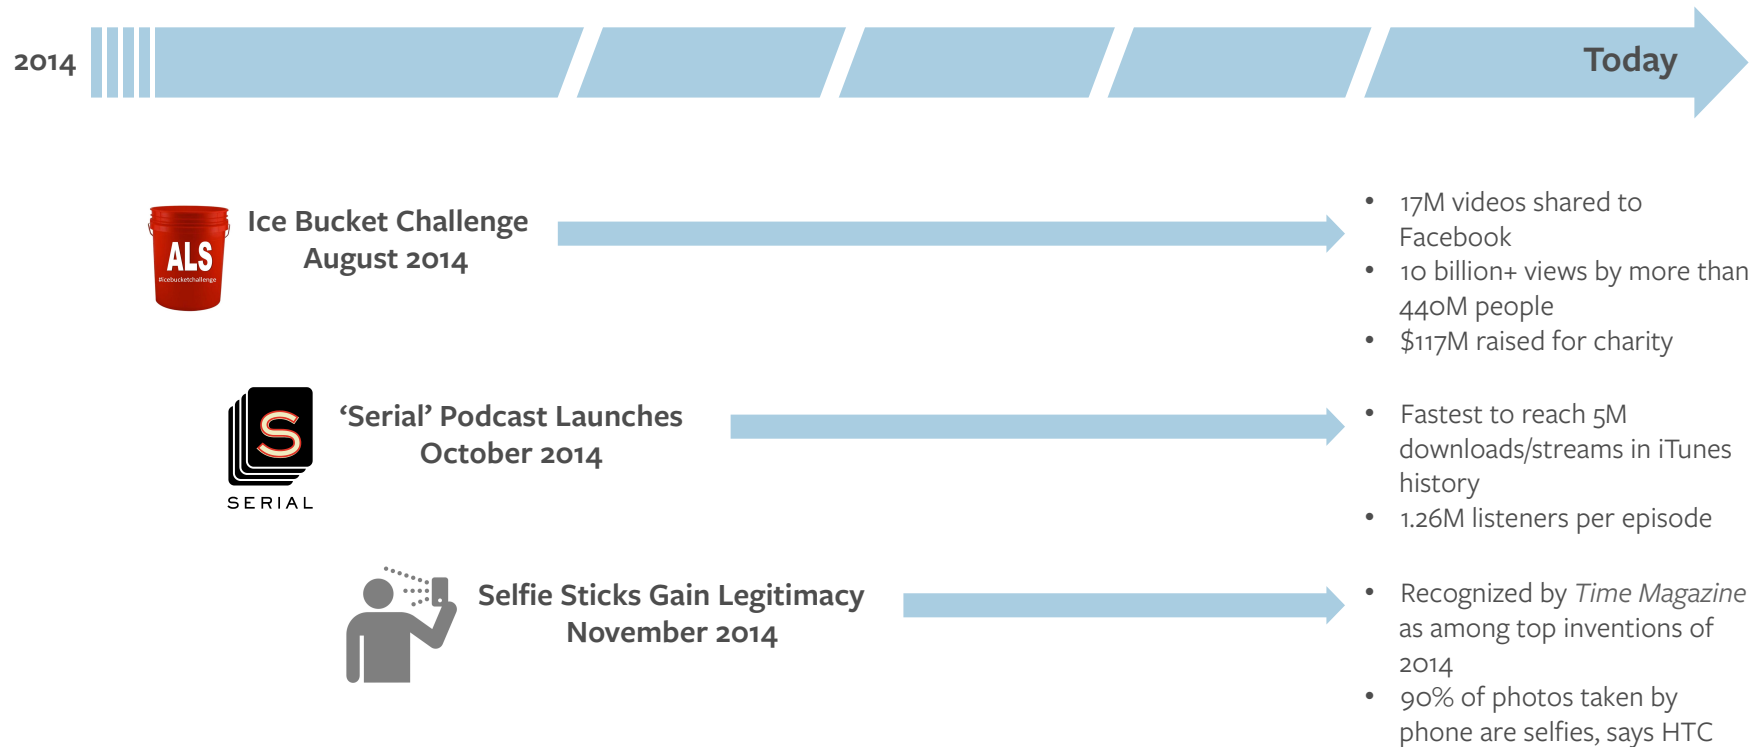 2014
Today
ALS
#icebucketchallenge
Ice Bucket Challenge
August 2014
• 17M videos shared to
Facebook
• 10 billion+ views by more than
440M people
• $117M raised for charity
S
SERIAL
‘Serial’ Podcast Launches
October 2014
• Fastest to reach 5M
downloads/streams in iTunes
history
• 1.26M listeners per episode
Selfie Sticks Gain Legitimacy
November 2014
• Recognized by Time Magazine
as among top inventions of
2014
• 90% of photos taken by
phone are selfies, says HTC